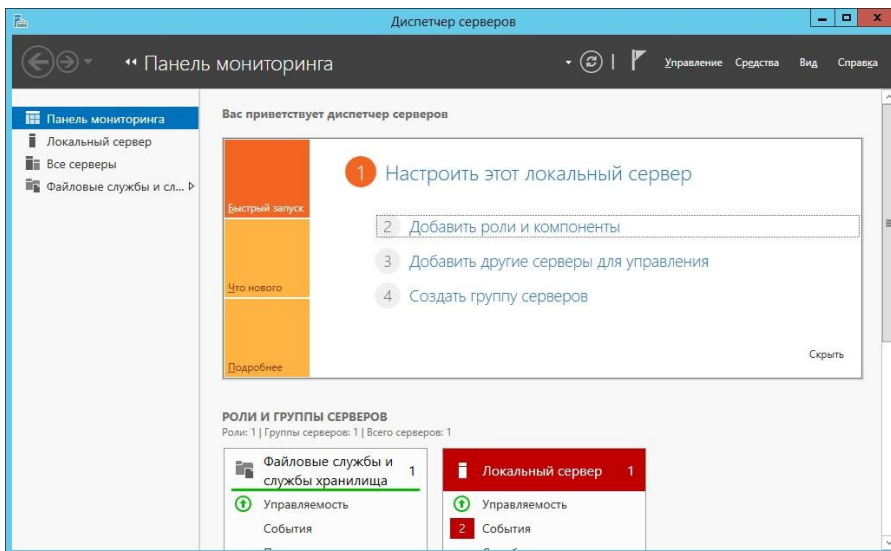 Диспетчер серверов
Панель мониторинга
Управление Средства Вид Справка
Панель мониторинга
Локальный сервер
Все серверы
Файловые службы и сл...
Вас приветствует диспетчер серверов
Быстрый запуск
Что нового
Подробнее
1 Настроить этот локальный сервер
2 Добавить роли и компоненты
3 Добавить другие серверы для управления
4 Создать группу серверов
Скрыть
РОЛИ И ГРУППЫ СЕРВЕРОВ
Роли: 1 | Группы серверов: 1 | Всего серверов: 1
Файловые службы и
службы хранилища 1
Управляемость
События
Локальный сервер 1
Управляемость
2 События